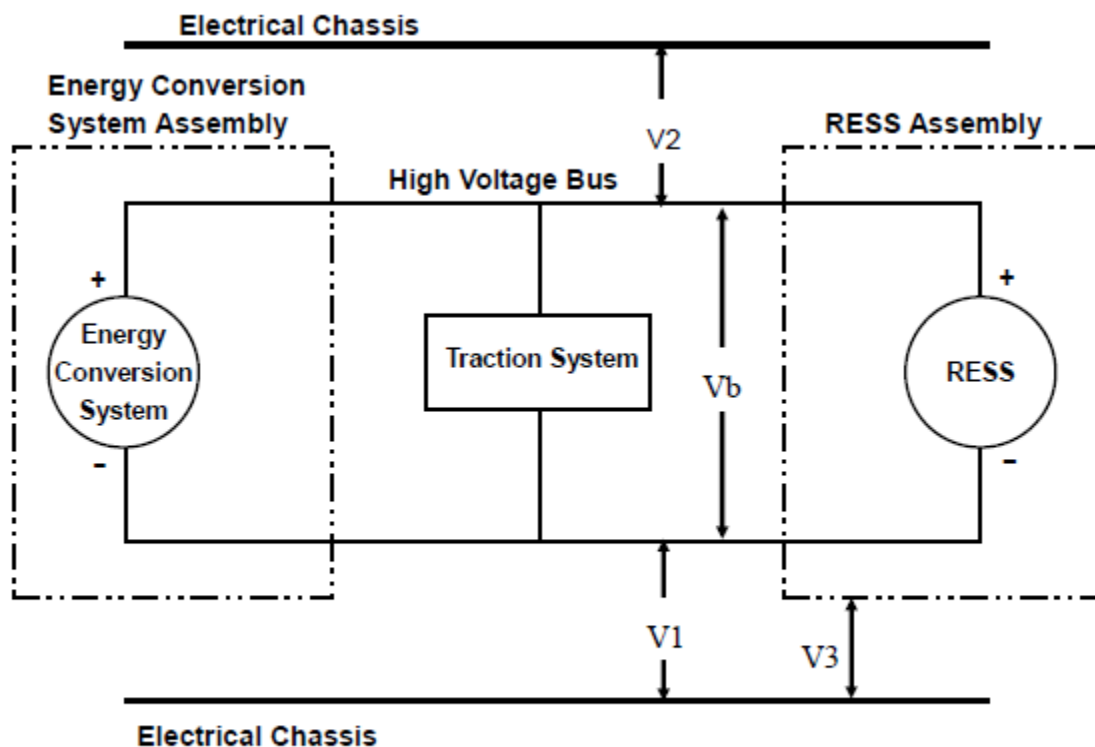 Electrical Chassis
Energy Conversion
System Assembly
V2
RESS Assembly
High Voltage Bus
+
+
Energy
Conversion
System
Traction System
Vb
RESS
-
-
V1
V3
Electrical Chassis